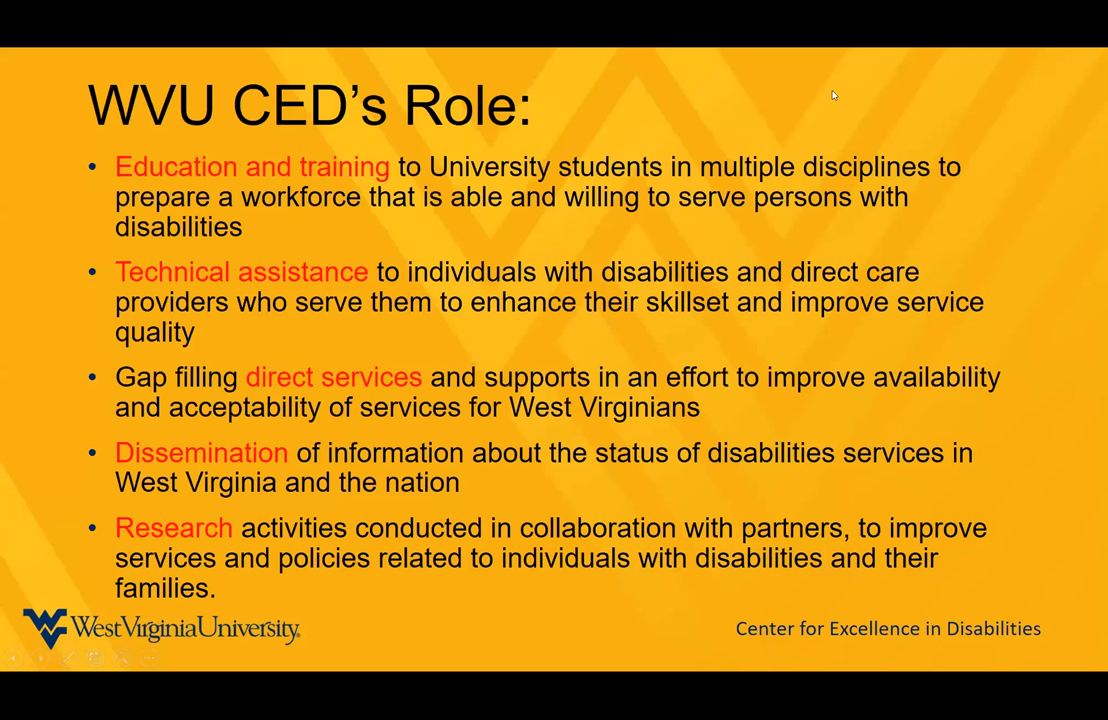 WVU CED’s Role:
• Education and training to University students in multiple disciplines to
prepare a workforce that is able and willing to serve persons with
disabilities
• Technical assistance to individuals with disabilities and direct care
providers who serve them to enhance their skillset and improve service
quality
• Gap filling direct services and supports in an effort to improve availability
and acceptability of services for West Virginians
• Dissemination of information about the status of disabilities services in
West Virginia and the nation
• Research activities conducted in collaboration with partners, to improve
services and policies related to individuals with disabilities and their
families.
WestVirginiaUniversity.
Center for Excellence in Disabilities